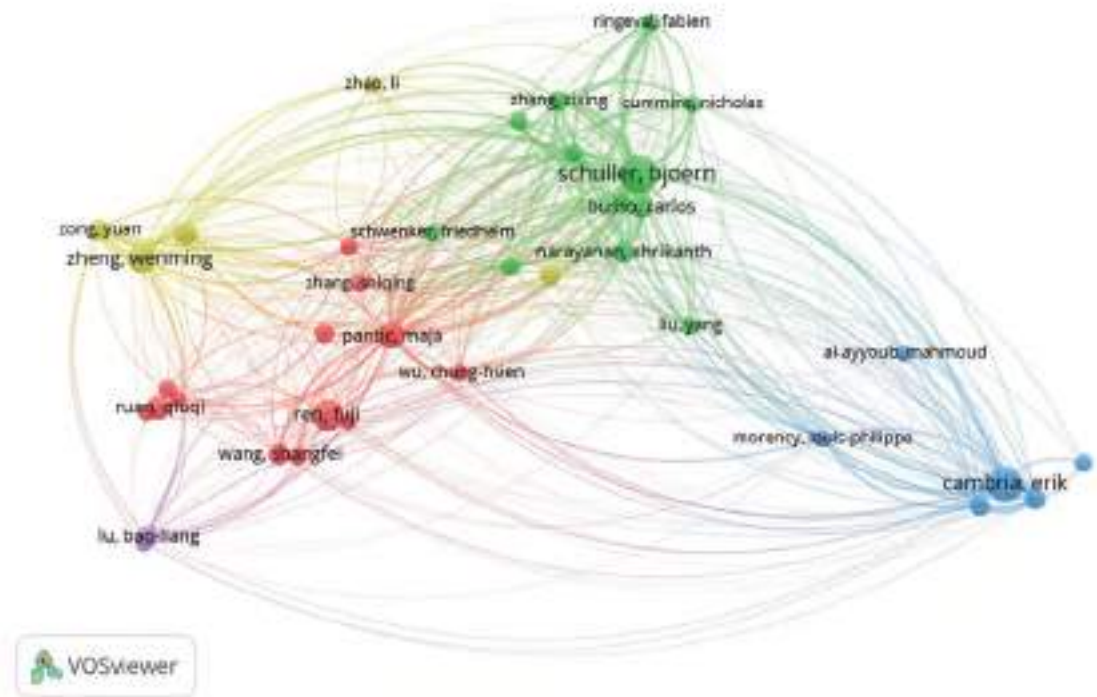 ringeval, fabien
zhao, li
zhang, zixing
cummins, nicholas
schuller, bjoern
busso, carlos
zong, yuan
schwenker, friedhelm
zheng, wenming
narayanan, shrikanth
zhang, shiqing
liu, yang
pantic, maja
al-ayyoub, mahmoud
wu, chung-hsien
ruan, qiuqi
ren, fuji
morency, louis-philippe
wang, shangfei
cambria, erik
lu, bao-liang
VOSviewer